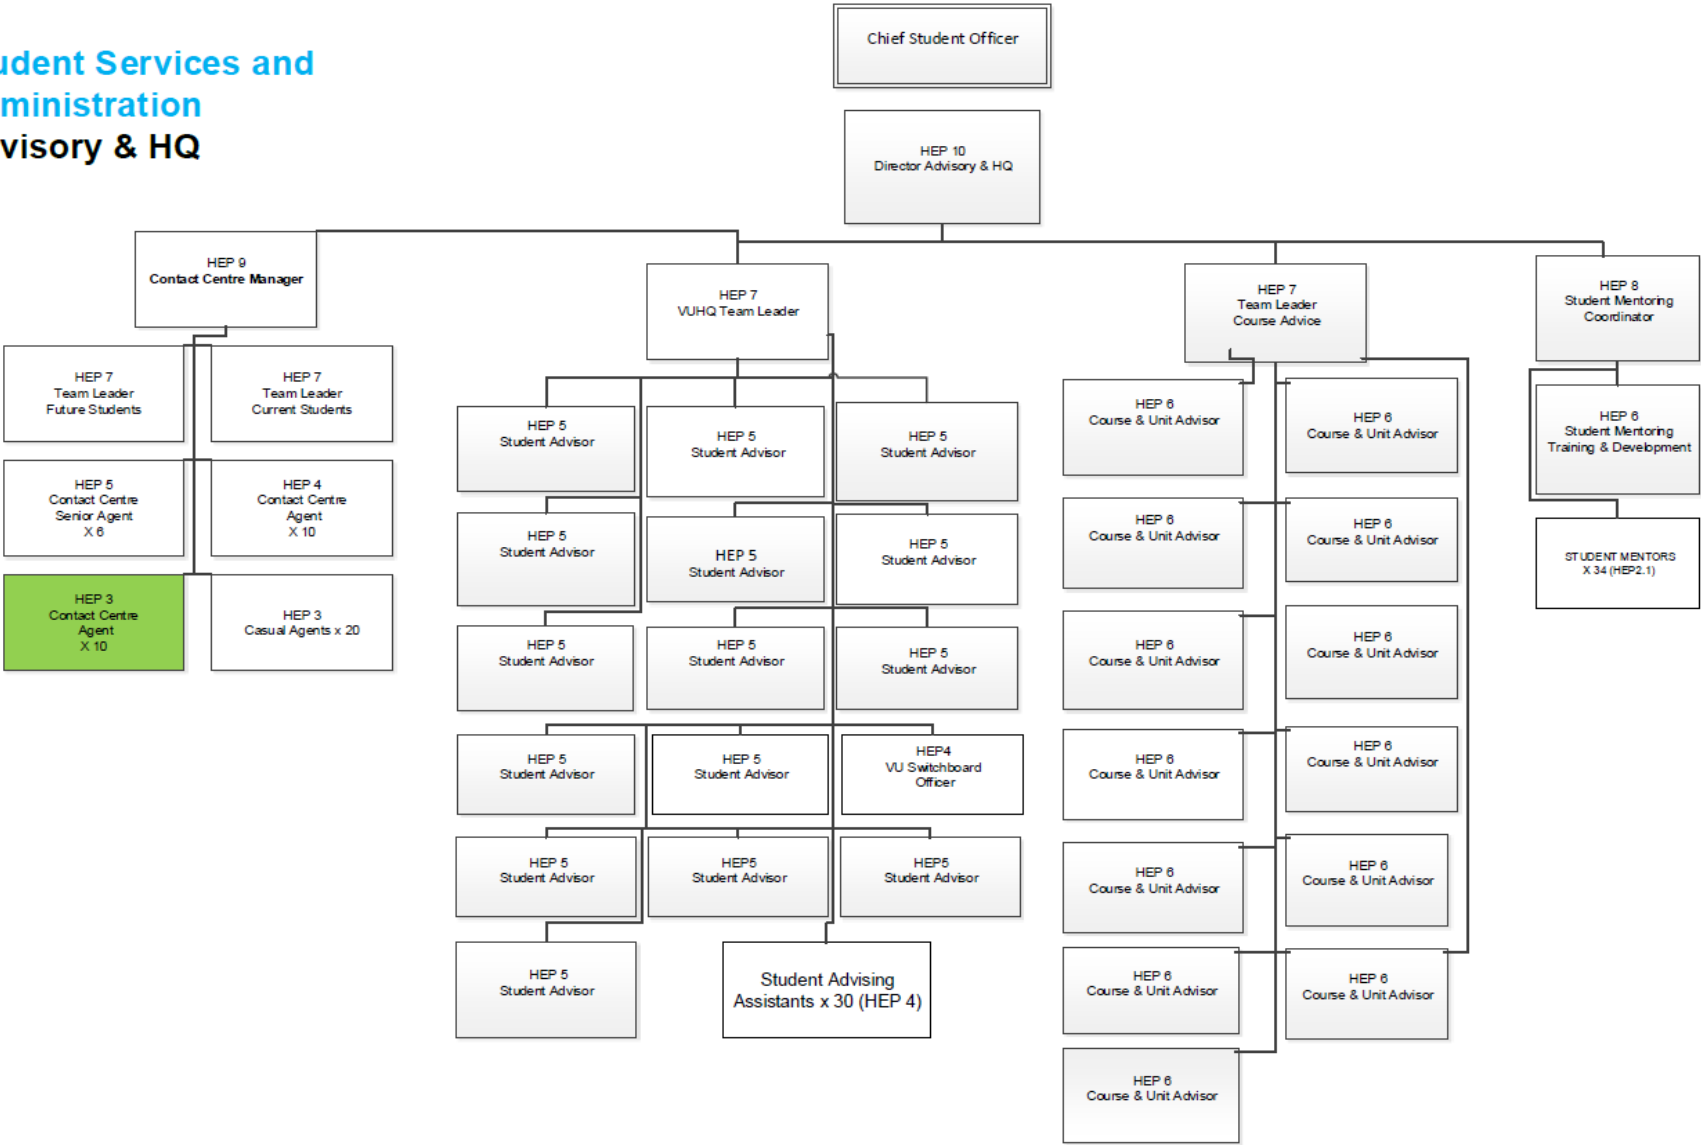 udent Services and
ministration
visory & HQ
Chief Student Officer
HEP 10
Director Advisory & HQ
HEP 9
Contact Centre Manager
HEP 7
Team Leader
Future Students
HEP 7
Team Leader
Current Students
HEP 5
Contact Centre
Senior Agent
X 6
HEP 4
Contact Centre
Agent
X 10
HEP 3
Contact Centre
Agent
X 10
HEP 3
Casual Agents x 20
HEP 7
VUHQ Team Leader
HEP 5
Student Advisor
HEP 5
Student Advisor
HEP 5
Student Advisor
HEP 5
Student Advisor
HEP 5
Student Advisor
HEP 5
Student Advisor
HEP 5
Student Advisor
HEP 5
Student Advisor
HEP 5
Student Advisor
HEP 5
Student Advisor
HEP 5
Student Advisor
HEP4
VU Switchboard
Officer
HEP 5
Student Advisor
HEP5
Student Advisor
HEP5
Student Advisor
HEP 5
Student Advisor
Student Advising
Assistants x 30 (HEP 4)
HEP 7
Team Leader
Course Advice
HEP 6
Course & Unit Advisor
HEP 6
Course & Unit Advisor
HEP 6
Course & Unit Advisor
HEP 6
Course & Unit Advisor
HEP 6
Course & Unit Advisor
HEP 6
Course & Unit Advisor
HEP 6
Course & Unit Advisor
HEP 6
Course & Unit Advisor
HEP 6
Course & Unit Advisor
HEP 6
Course & Unit Advisor
HEP 6
Course & Unit Advisor
HEP 6
Course & Unit Advisor
HEP 6
Course & Unit Advisor
HEP 8
Student Mentoring
Coordinator
HEP 6
Student Mentoring
Training & Development
STUDENT MENTORS
X 34 (HEP2.1)